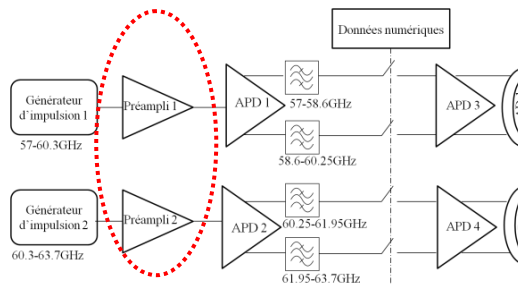 Données numériques
Générateur
d'impulsion 1
57-60.3GHz
Préampli 1
APD 1
57-58.6GHz
58.6-60.25GHz
APD 3
Générateur
d'impulsion2
60.3-63.7GHz
Préampli 2
APD 2
60.25-61.95GHz
61.95-63.7GHz
APD 4